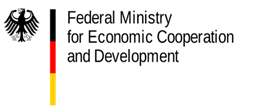 Federal Ministry
for Economic Cooperation
and Development